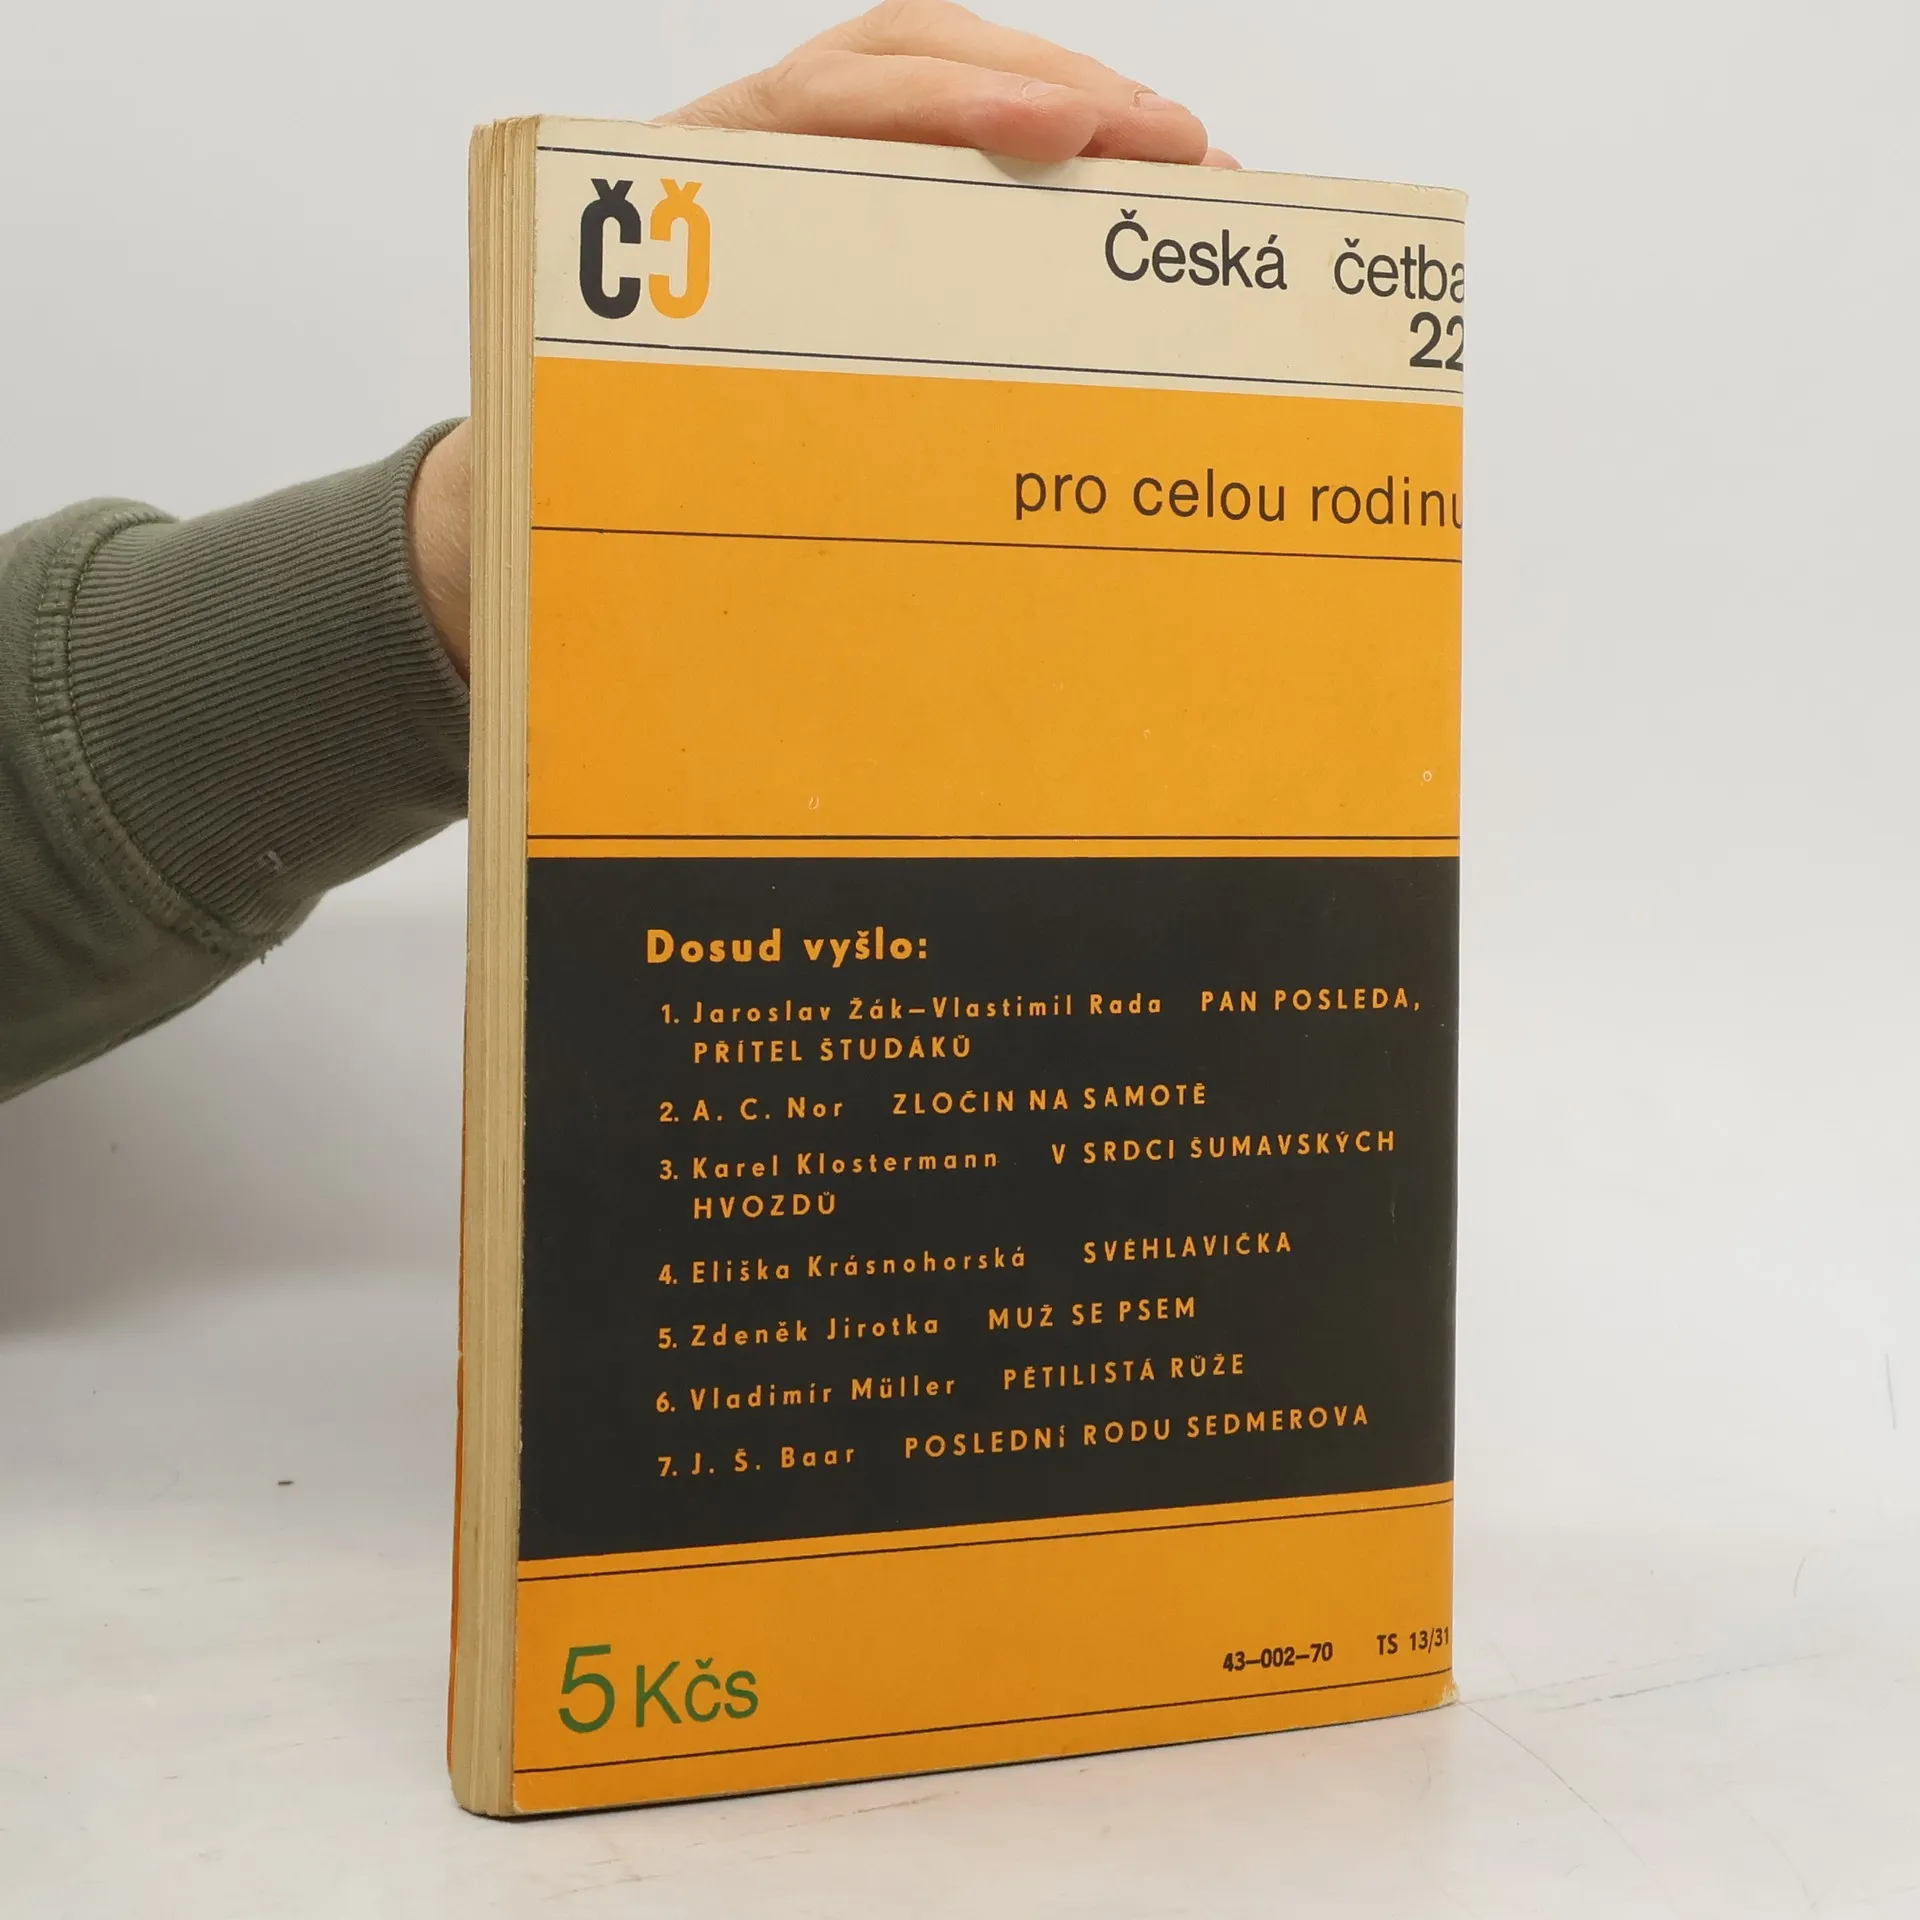 ČČ
Česká četba
22
pro celou rodinu
Dosud vyšlo:
1. Jaroslav Žák–Vlastimil Rada PAN POSLEDA,
PŘÍTEL ŠTUDÁKŮ
2. A. C. Nor ZLOČIN NA SAMOTĚ
3. Karel Klostermann V SRDCI ŠUMAVSKÝCH
HVOZDŮ
4. Eliška Krásnohorská SVÉHLAVIČKA
5. Zdeněk Jirotka MUŽ SE PSEM
6. Vladimír Müller PĚTILISTÁ RŮŽE
7. J. Š. Baar POSLEDNÍ RODU SEDMEROVA
5 Kčs
43–002–70 TS 13/31